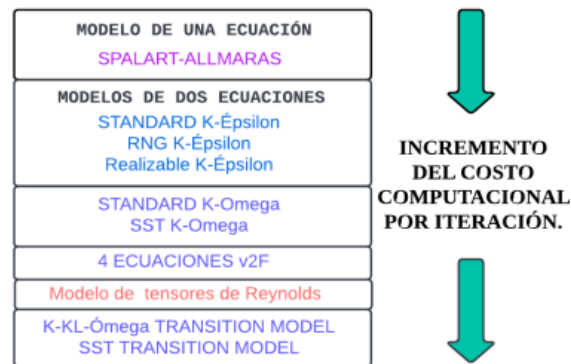 MODELO DE UNA ECUACIÓN
SPALART-ALLMARAS
MODELOS DE DOS ECUACIONES
STANDARD K-Épsilon
RNG K-Épsilon
Realizable K-Épsilon
STANDARD K-Omega
SST K-Omega
4 ECUACIONES v2F
Modelo de tensores de Reynolds
K-KL-Ómega TRANSITION MODEL
SST TRANSITION MODEL
INCREMENTO
DEL COSTO
COMPUTACIONAL
POR ITERACIÓN.